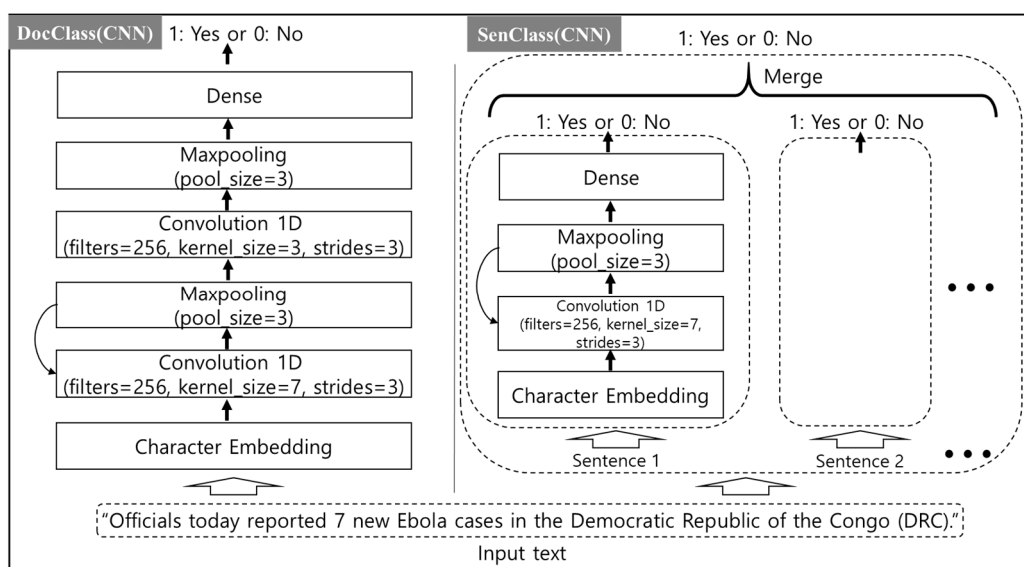 DocClass(CNN)
1: Yes or 0: No
Dense
Maxpooling
(pool_size=3)
Convolution 1D
(filters=256, kernel_size=3, strides=3)
Maxpooling
(pool_size=3)
Convolution 1D
(filters=256, kernel_size=7, strides=3)
Character Embedding
SenClass(CNN)
1: Yes or 0: No
Merge
1: Yes or 0: No
Dense
Maxpooling
(pool_size=3)
Convolution 1D
(filters=256, kernel_size=7,
strides=3)
Character Embedding
Sentence 1
1: Yes or 0: No
Sentence 2
“Officials today reported 7 new Ebola cases in the Democratic Republic of the Congo (DRC).”
Input text